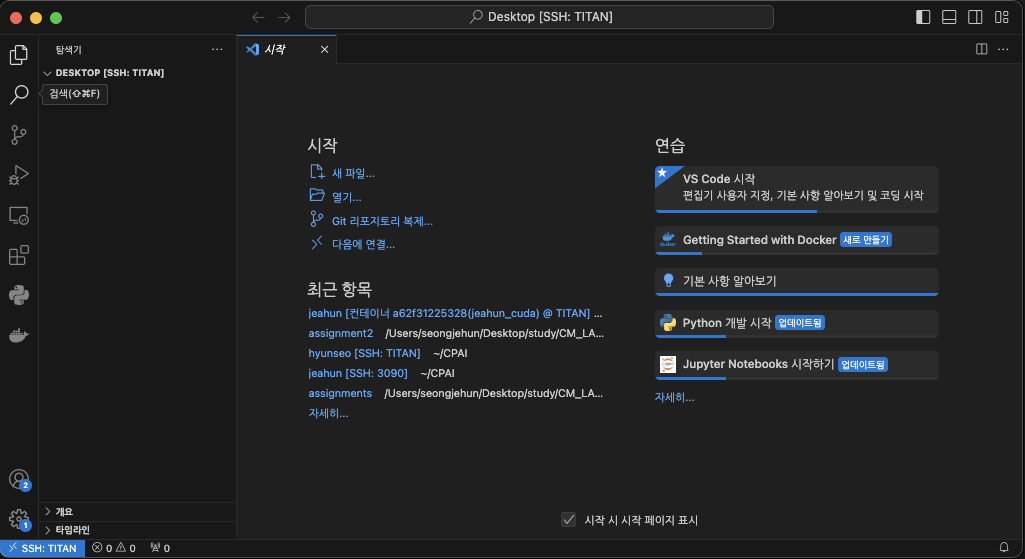 Desktop [SSH: TITAN]
탐색기
시작
DESKTOP [SSH: TITAN]
검색(⇧⌘F)
시작
새 파일...
열기...
Git 리포지토리 복제...
다음에 연결...
최근 항목
jeahun [컨테이너 a62f31225328(jeahun_cuda) @ TITAN] ...
assignment2 /Users/seongjehun/Desktop/study/CM_LA...
hyunseo [SSH: TITAN] ~/CPAI
jeahun [SSH: 3090] ~/CPAI
assignments /Users/seongjehun/Desktop/study/CM_LA...
자세히...
연습
VS Code 시작
편집기 사용자 지정, 기본 사항 알아보기 및 코딩 시작
docker Getting Started with Docker 새로 만들기
기본 사항 알아보기
Python 개발 시작 업데이트됨
Jupyter Notebooks 시작하기 업데이트됨
자세히...
시작 시 시작 페이지 표시
2
1
개요
타임라인
SSH: TITAN 0 0 0